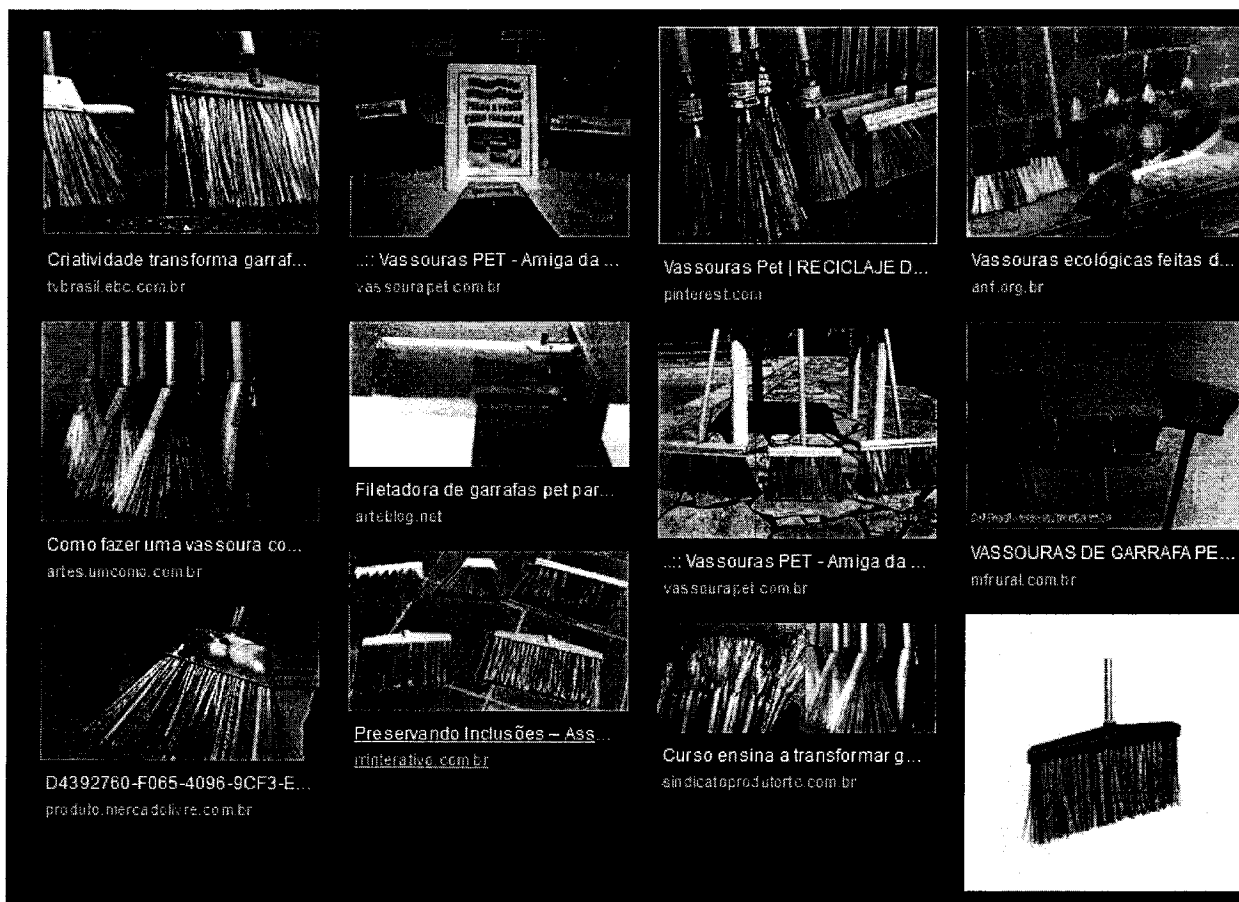 Criatividade transforma garraf...
tvbrasil.ebc.com.br
..:: Vassouras PET - Amiga da ...
vassourapet.com.br
Vassouras Pet | RECICLAJE D...
pinterest.com
Vassouras ecológicas feitas d...
anf.org.br
Como fazer uma vassoura co...
artes.umcomo.com.br
Filetadora de garrafas pet par...
arteblog.net
..:: Vassouras PET - Amiga da ...
vassourapet.com.br
VASSOURAS DE GARRAFA PE...
mfrural.com.br
D4392760-F065-4096-9CF3-E...
produto.mercadolivre.com.br
Preservando Inclusões – Ass...
rrinterativo.com.br
Curso ensina a transformar g...
sindicatoprodutorto.com.br